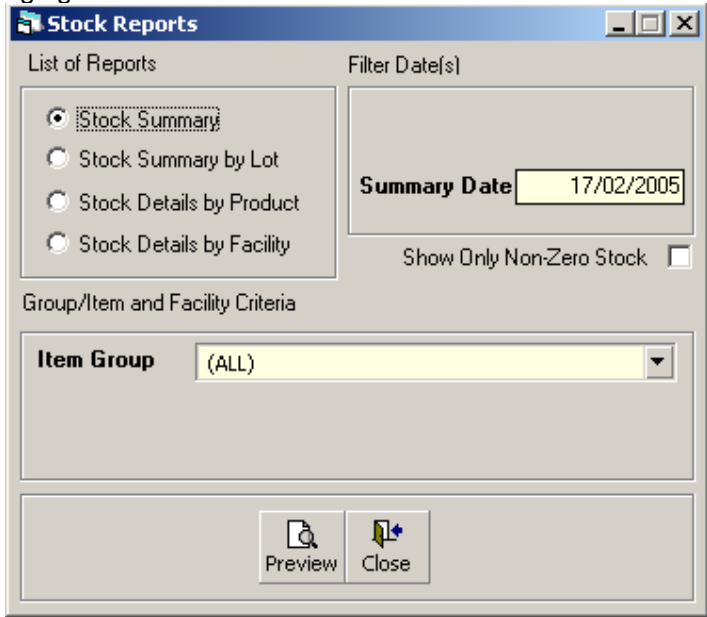 Stock Reports
List of Reports
Filter Date(s)
Stock Summary
Stock Summary by Lot
Stock Details by Product
Stock Details by Facility
Summary Date 17/02/2005
Show Only Non-Zero Stock
Group/Item and Facility Criteria
Item Group (ALL)
Preview Close